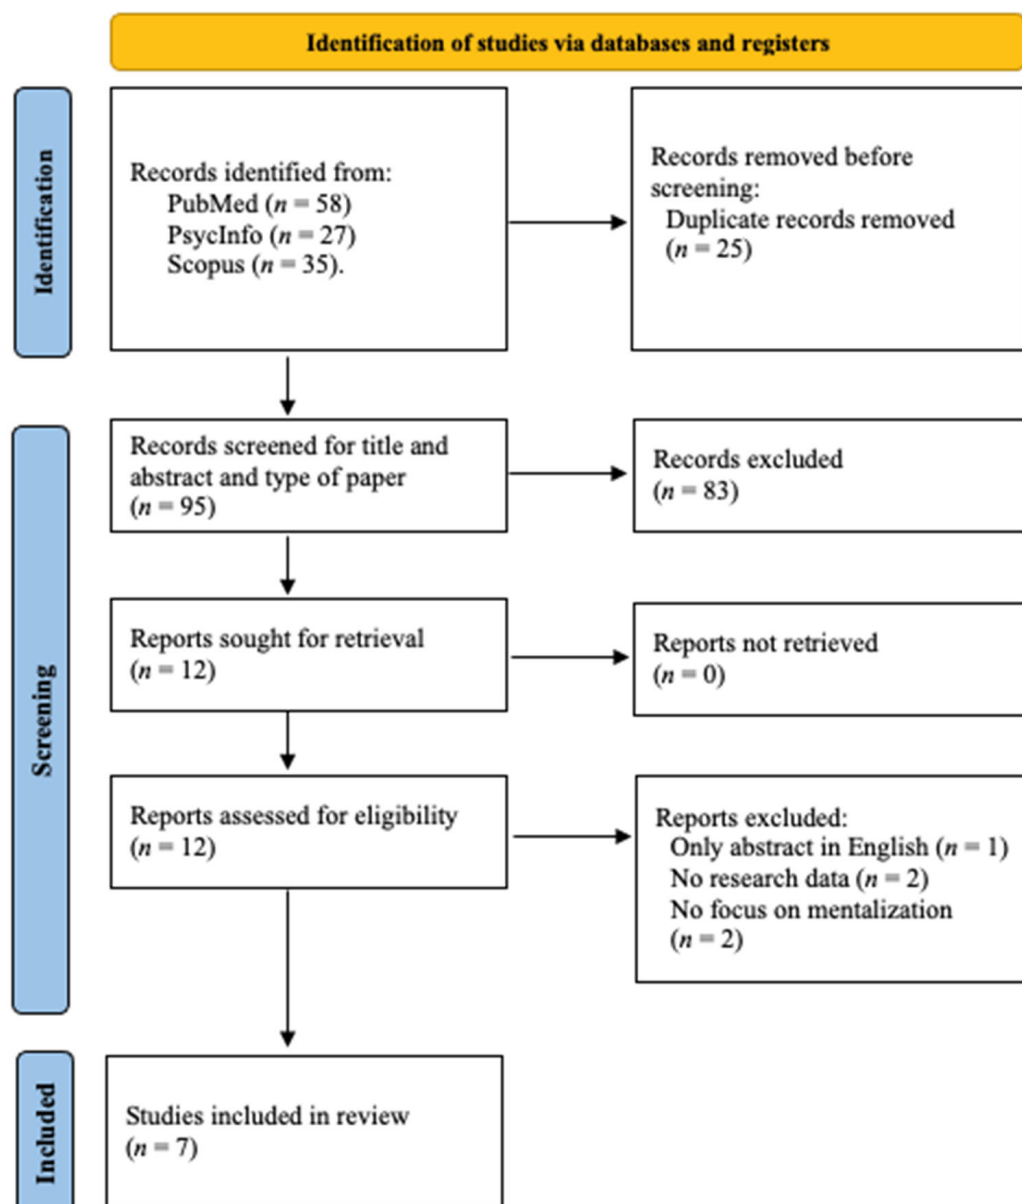 Identification of studies via databases and registers
Identification
Records identified from:
PubMed (n = 58)
PsycInfo (n = 27)
Scopus (n = 35).
Records removed before
screening:
Duplicate records removed
(n = 25)
Screening
Records screened for title and
abstract and type of paper
(n = 95)
Records excluded
(n = 83)
Reports sought for retrieval
(n = 12)
Reports not retrieved
(n = 0)
Reports assessed for eligibility
(n = 12)
Reports excluded:
Only abstract in English (n = 1)
No research data (n = 2)
No focus on mentalization
(n = 2)
Included
Studies included in review
(n = 7)